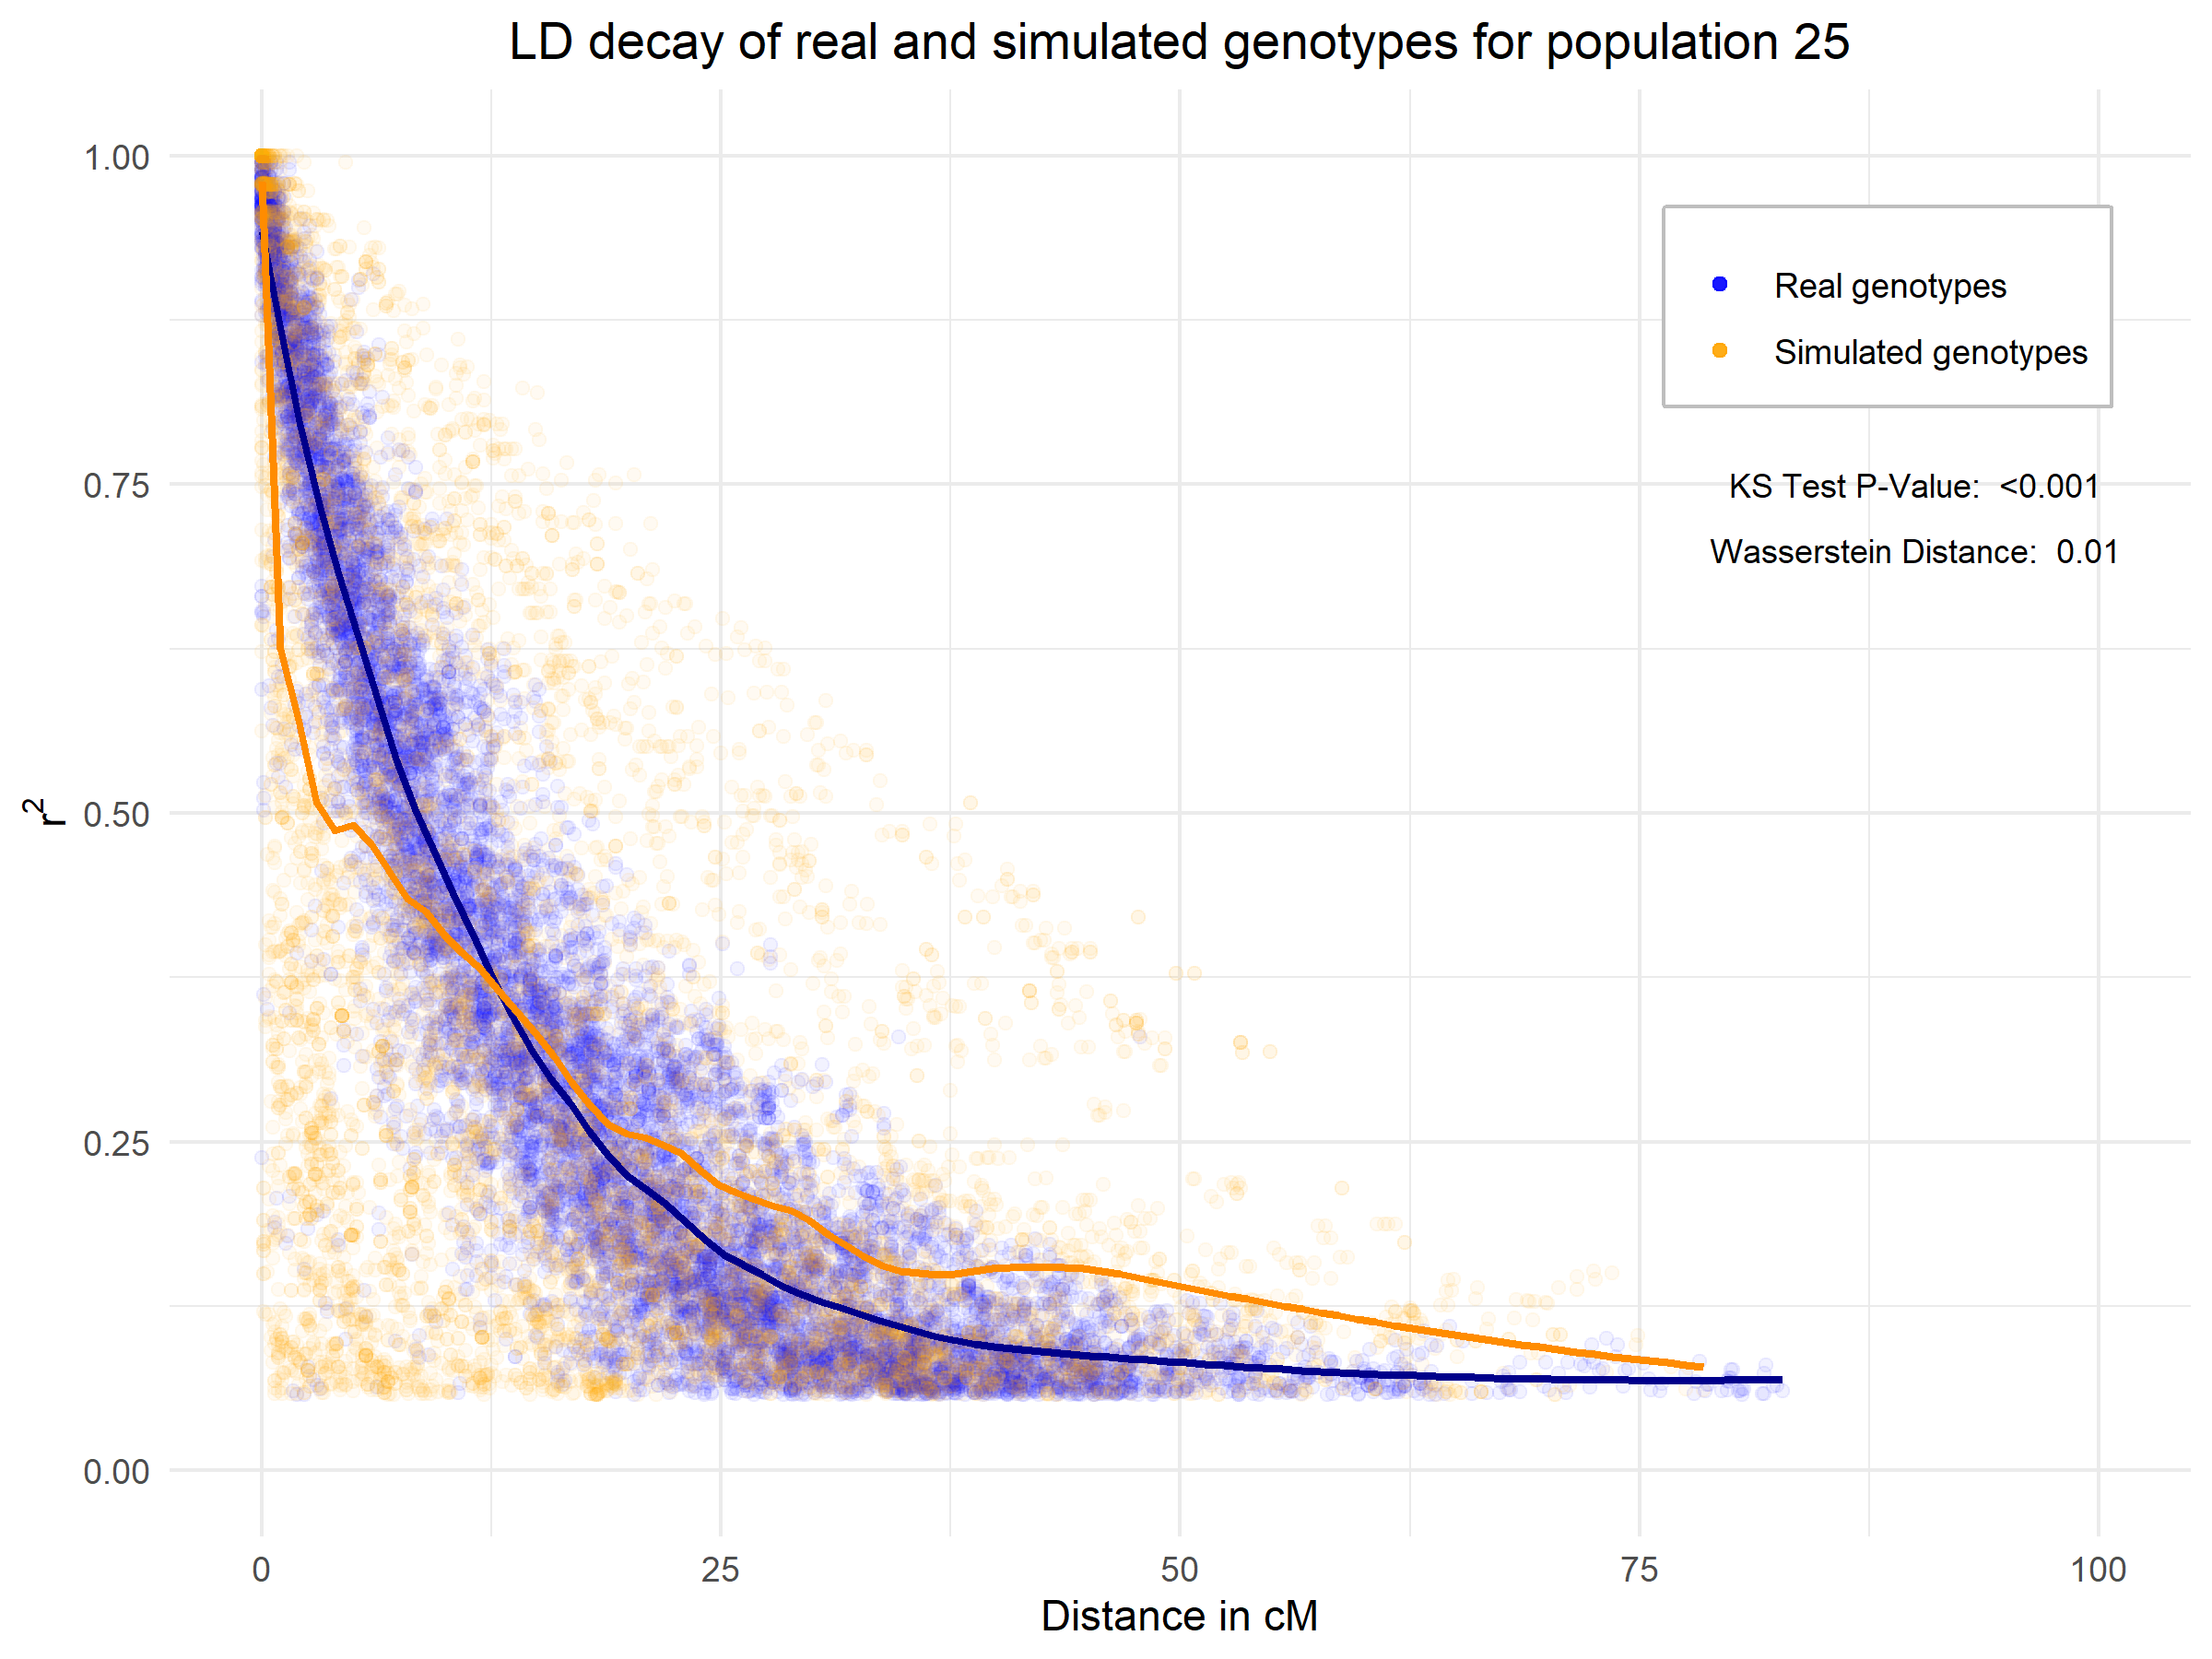 LD decay of real and simulated genotypes for population 25
1.00
0.75
0.50
0.25
0.00
r²
Real genotypes
Simulated genotypes
KS Test P-Value: <0.001
Wasserstein Distance: 0.01
0 25 50 75 100
Distance in cM